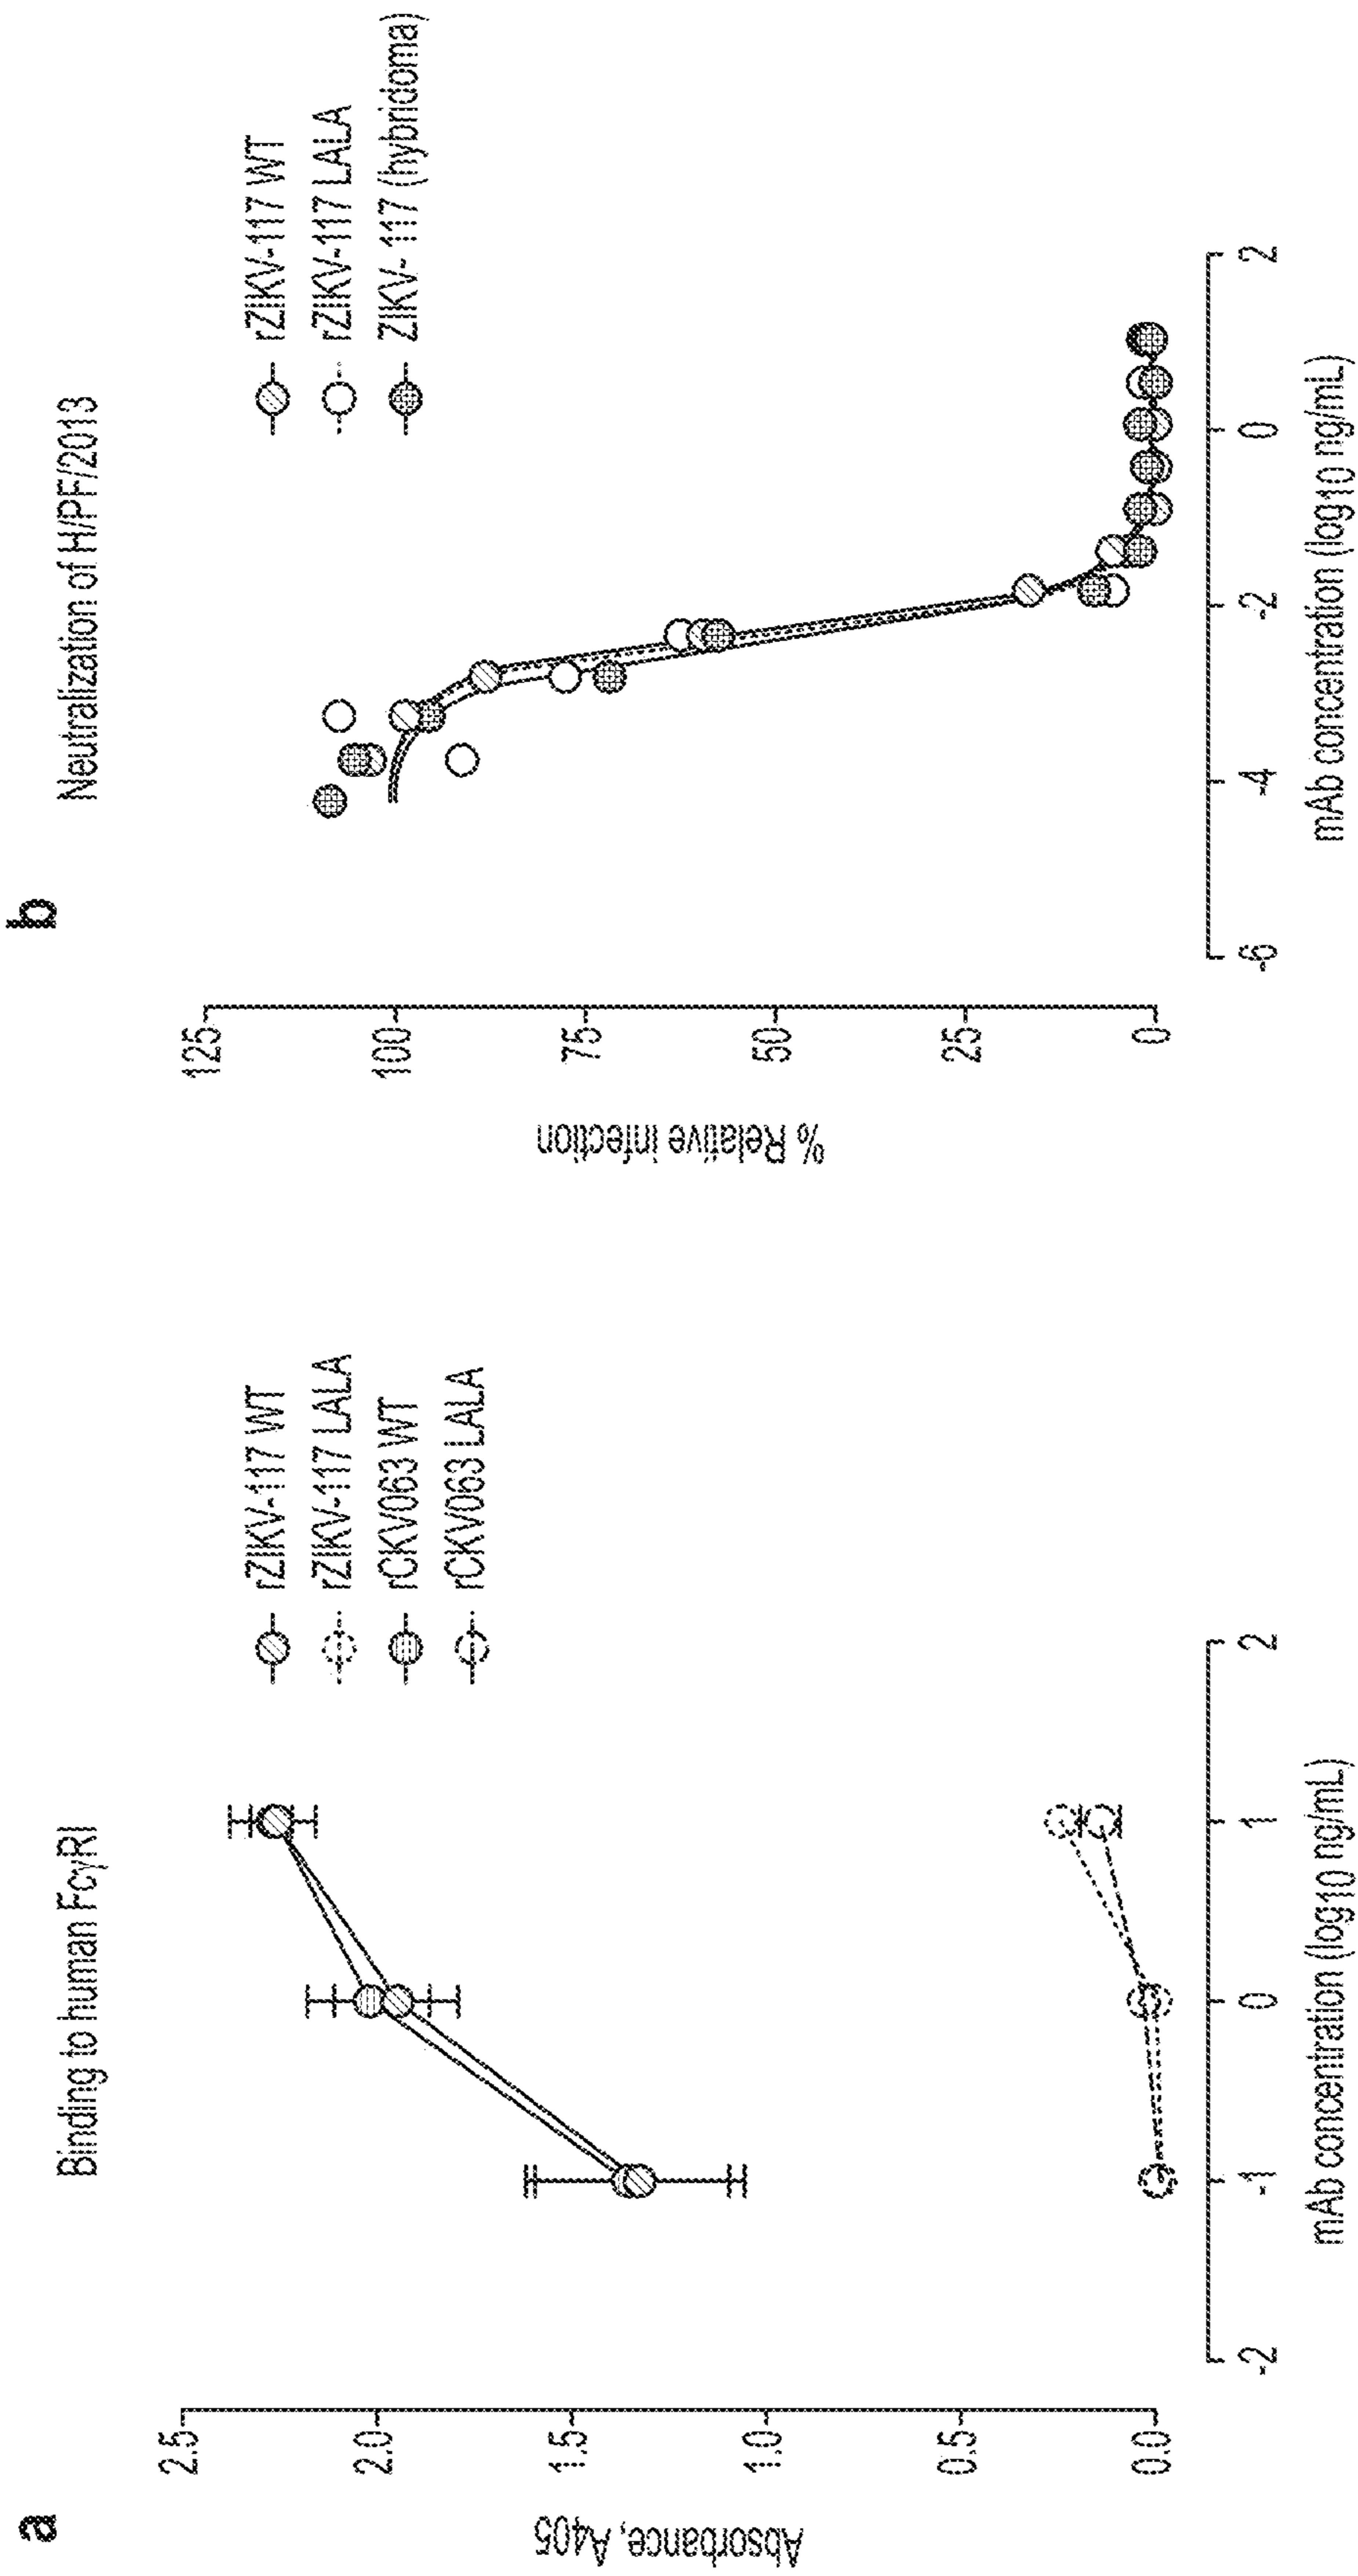 a
Binding to human FcγRI
Absorbance, A405
2.5
2.0
1.5
1.0
0.5
0.0
-2
-1
0
1
2
mAb concentration (log10 ng/mL)
rZIKV-117 WT
rZIKV-117 LALA
rCKV063 WT
rCKV063 LALA
b
Neutralization of H/PF/2013
% Relative infection
125
100
75
50
25
0
-6
-4
-2
0
2
mAb concentration (log10 ng/mL)
rZIKV-117 WT
rZIKV-117 LALA
ZIKV- 117 (hybridoma)